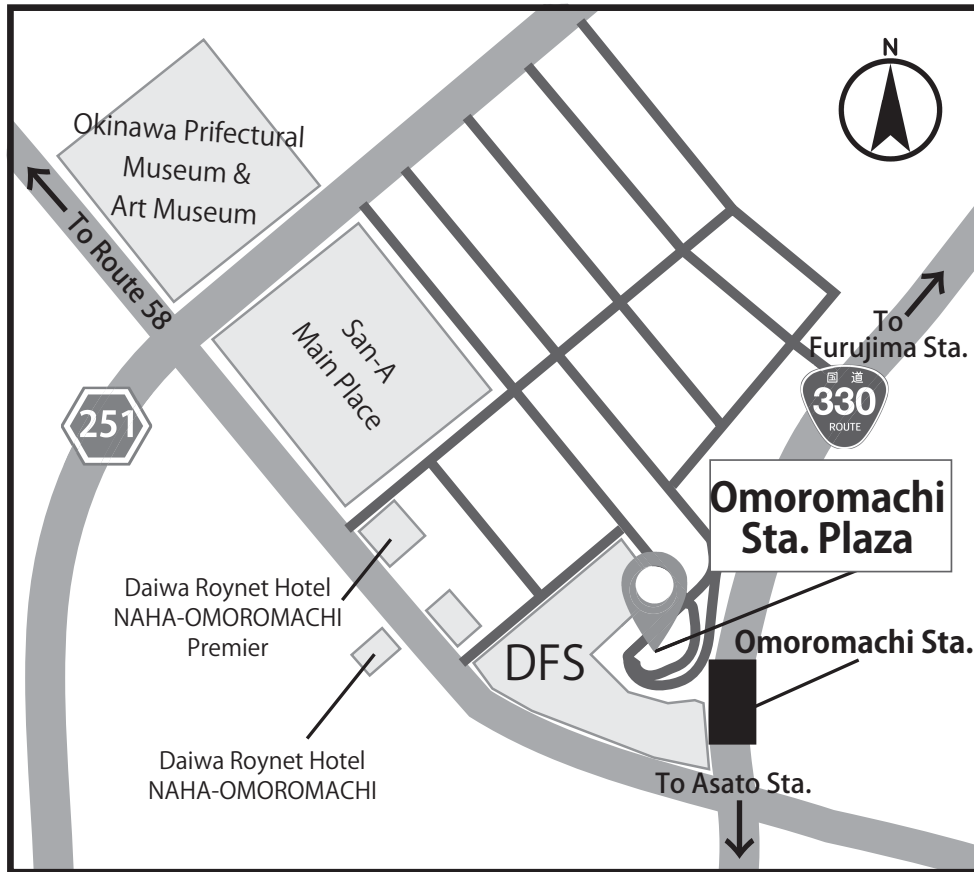 N
Okinawa Prifectural
Museum &
Art Museum
To Route 58
San-A
Main Place
251
To
Furujima Sta.
国道
330
ROUTE
Omoromachi
Sta. Plaza
Daiwa Roynet Hotel
NAHA-OMOROMACHI
Premier
DFS
Omoromachi Sta.
Daiwa Roynet Hotel
NAHA-OMOROMACHI
To Asato Sta.